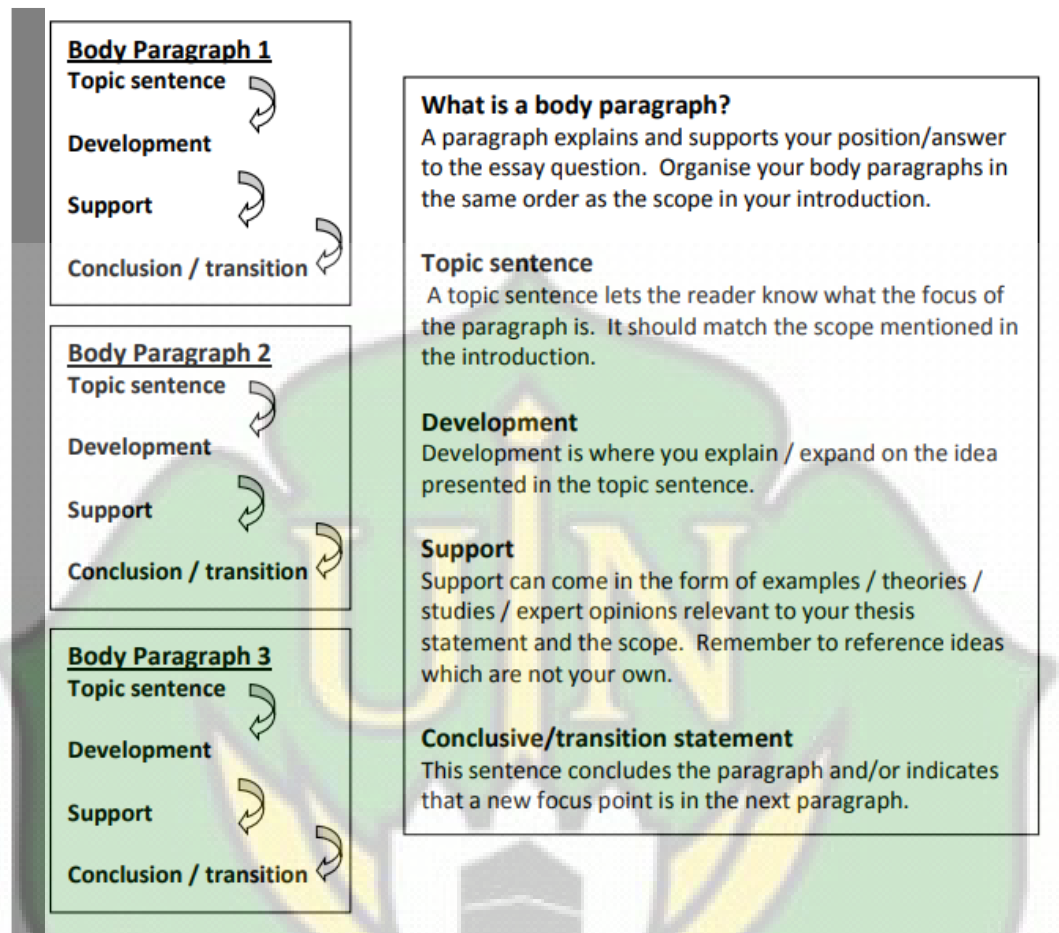 Body Paragraph 1
Topic sentence
Development
Support
Conclusion / transition
Body Paragraph 2
Topic sentence
Development
Support
Conclusion / transition
Body Paragraph 3
Topic sentence
Development
Support
Conclusion / transition
What is a body paragraph?
A paragraph explains and supports your position/answer
to the essay question.  Organise your body paragraphs in
the same order as the scope in your introduction.
Topic sentence
A topic sentence lets the reader know what the focus of
the paragraph is.  It should match the scope mentioned in
the introduction.
Development
Development is where you explain / expand on the idea
presented in the topic sentence.
Support
Support can come in the form of examples / theories /
studies / expert opinions relevant to your thesis
statement and the scope.  Remember to reference ideas
which are not your own.
Conclusive/transition statement
This sentence concludes the paragraph and/or indicates
that a new focus point is in the next paragraph.
UIN